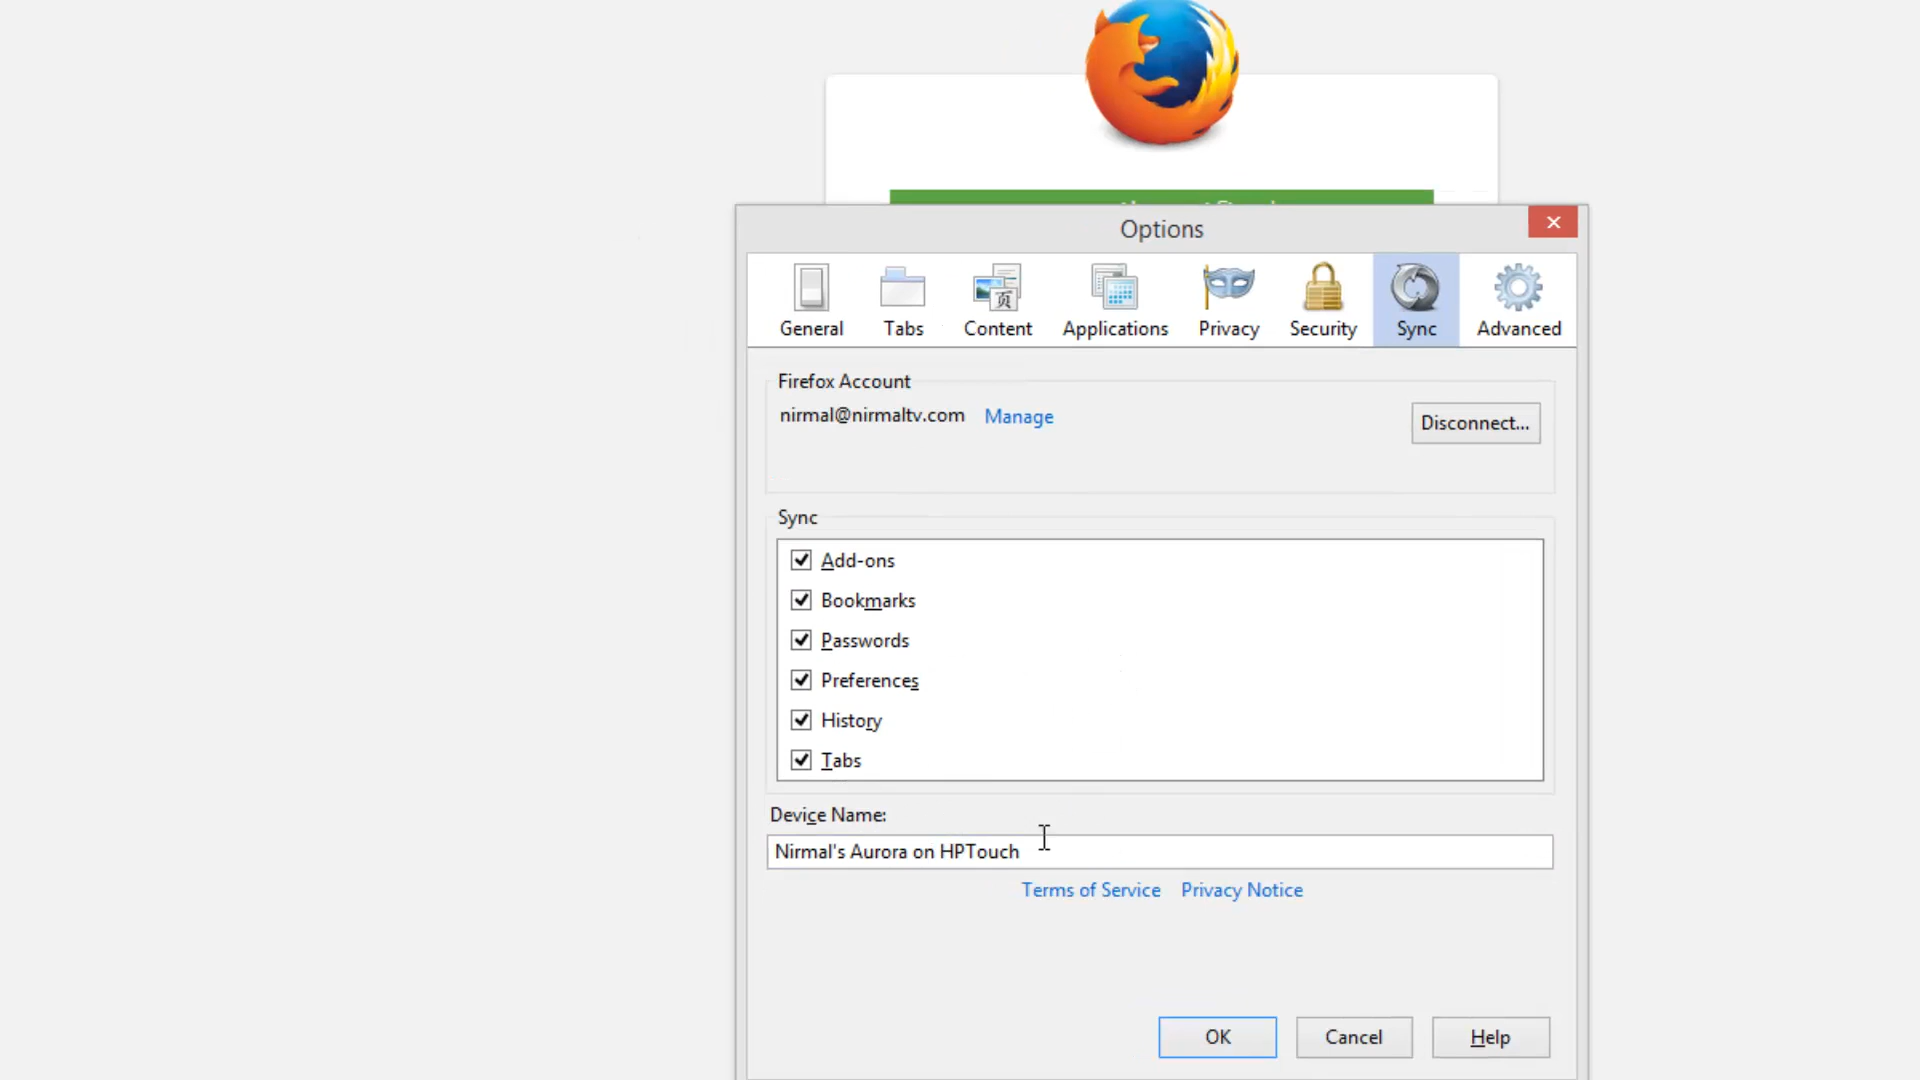 Options
General Tabs Content Applications Privacy Security Sync Advanced
页
Firefox Account
nirmal@nirmaltv.com Manage Disconnect...
Sync
Add-ons
Bookmarks
Passwords
Preferences
History
Tabs
Device Name:
Nirmal's Aurora on HPTouch
Terms of Service Privacy Notice
OK Cancel Help